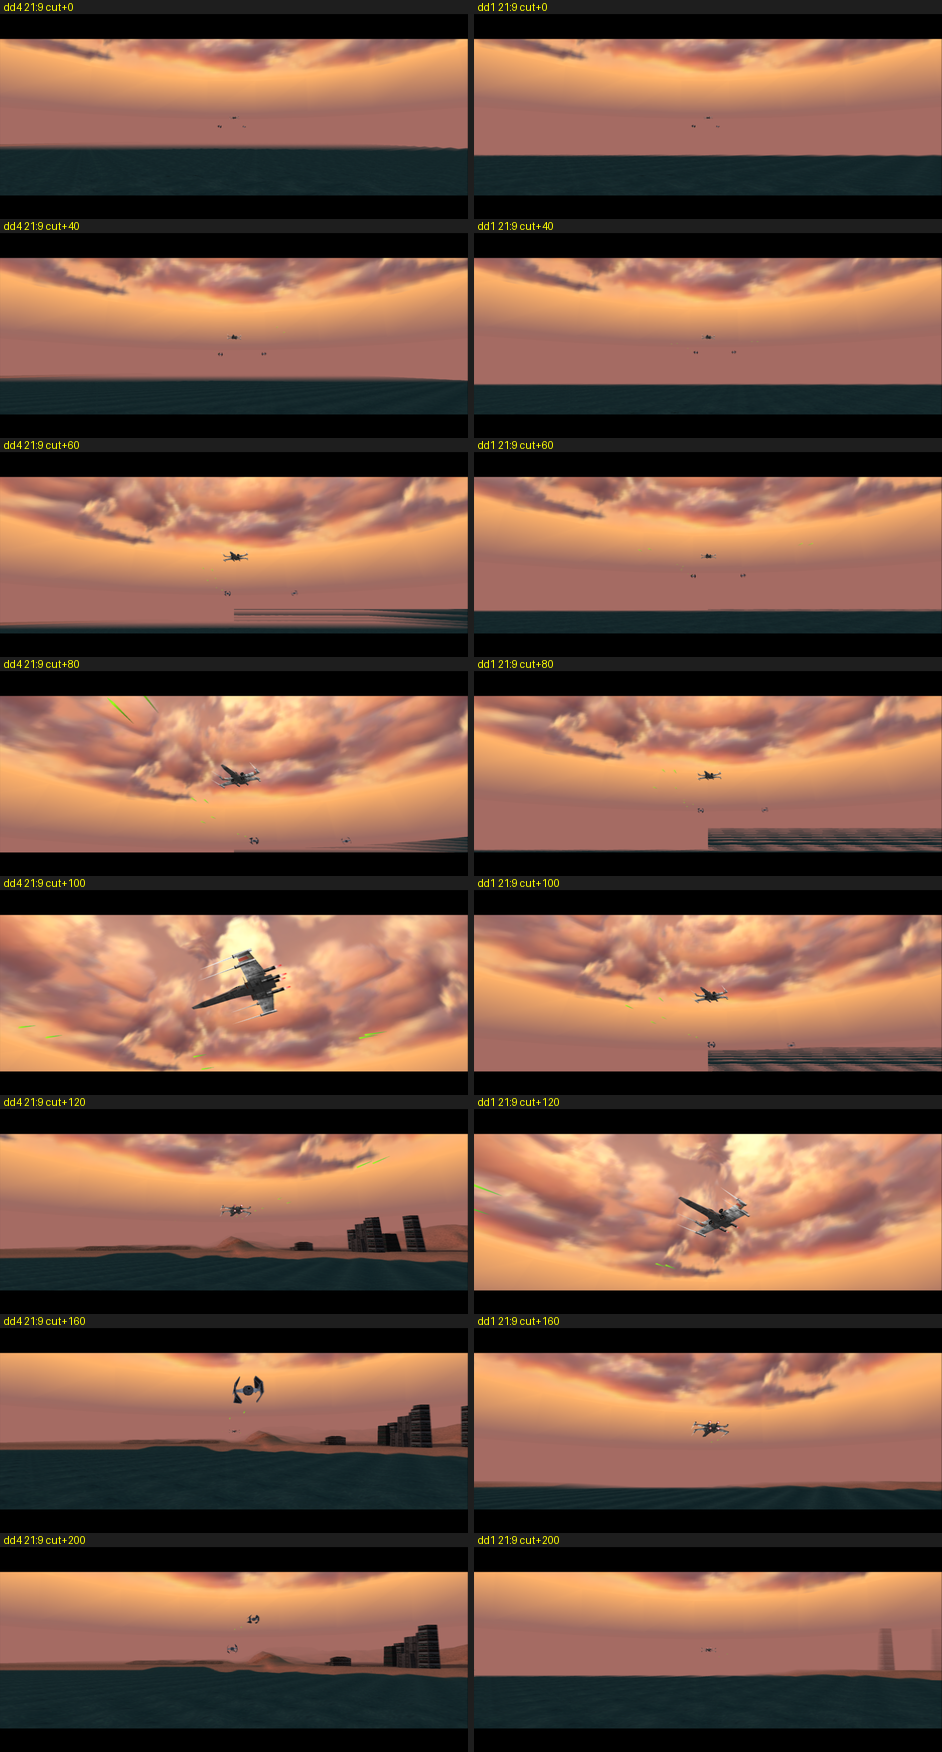 dd4 21:9 cut+0
dd1 21:9 cut+0
dd4 21:9 cut+40
dd1 21:9 cut+40
dd4 21:9 cut+60
dd1 21:9 cut+60
dd4 21:9 cut+80
dd1 21:9 cut+80
dd4 21:9 cut+100
dd1 21:9 cut+100
dd4 21:9 cut+120
dd1 21:9 cut+120
dd4 21:9 cut+160
dd1 21:9 cut+160
dd4 21:9 cut+200
dd1 21:9 cut+200